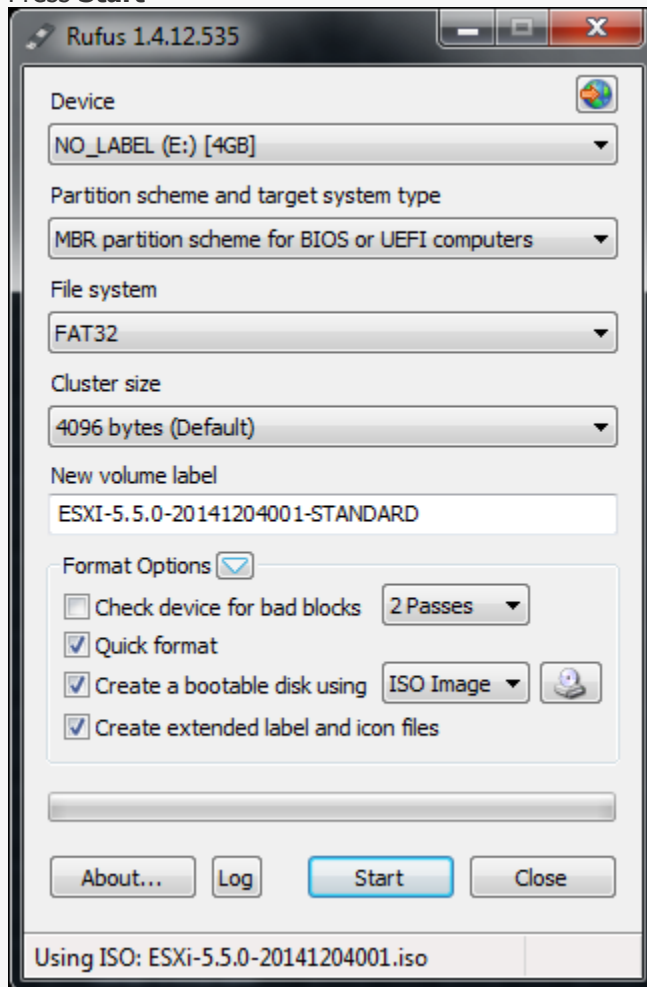 Press Start
Rufus 1.4.12.535
Device
NO_LABEL (E:) [4GB]
Partition scheme and target system type
MBR partition scheme for BIOS or UEFI computers
File system
FAT32
Cluster size
4096 bytes (Default)
New volume label
ESXI-5.5.0-20141204001-STANDARD
Format Options
Check device for bad blocks 2 Passes
Quick format
Create a bootable disk using ISO Image
Create extended label and icon files
About... Log Start Close
Using ISO: ESXi-5.5.0-20141204001.iso